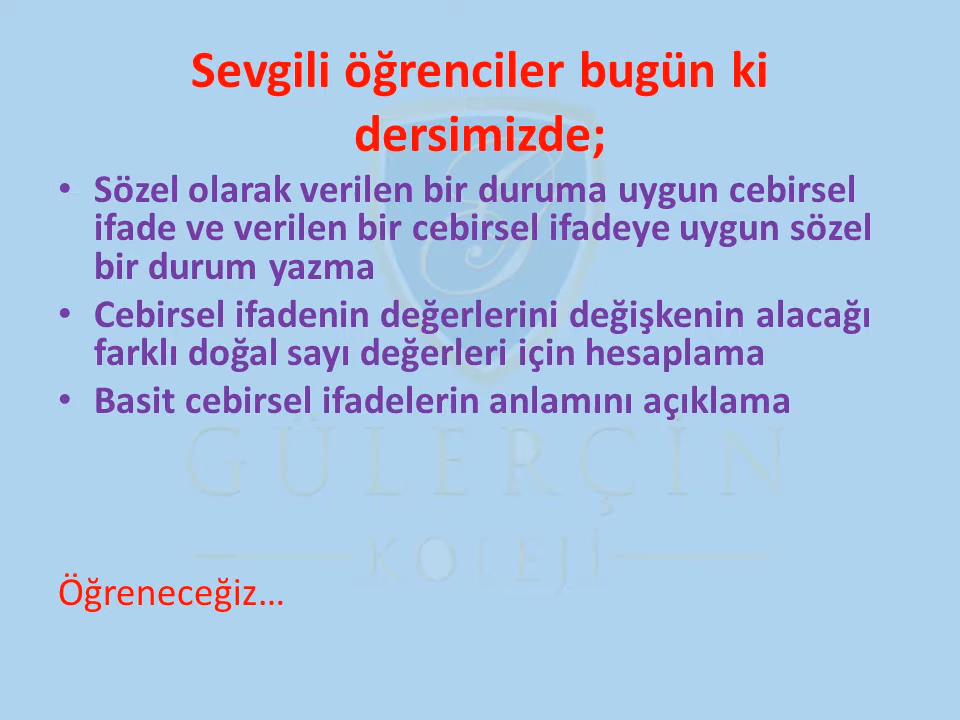 Sevgili öğrenciler bugün ki
dersimizde;
• Sözel olarak verilen bir duruma uygun cebirsel
ifade ve verilen bir cebirsel ifadeye uygun sözel
bir durum yazma
• Cebirsel ifadenin değerlerini değişkenin alacağı
farklı doğal sayı değerleri için hesaplama
• Basit cebirsel ifadelerin anlamını açıklama
GÜLERÇİN
KOLEJİ
Öğreneceğiz...